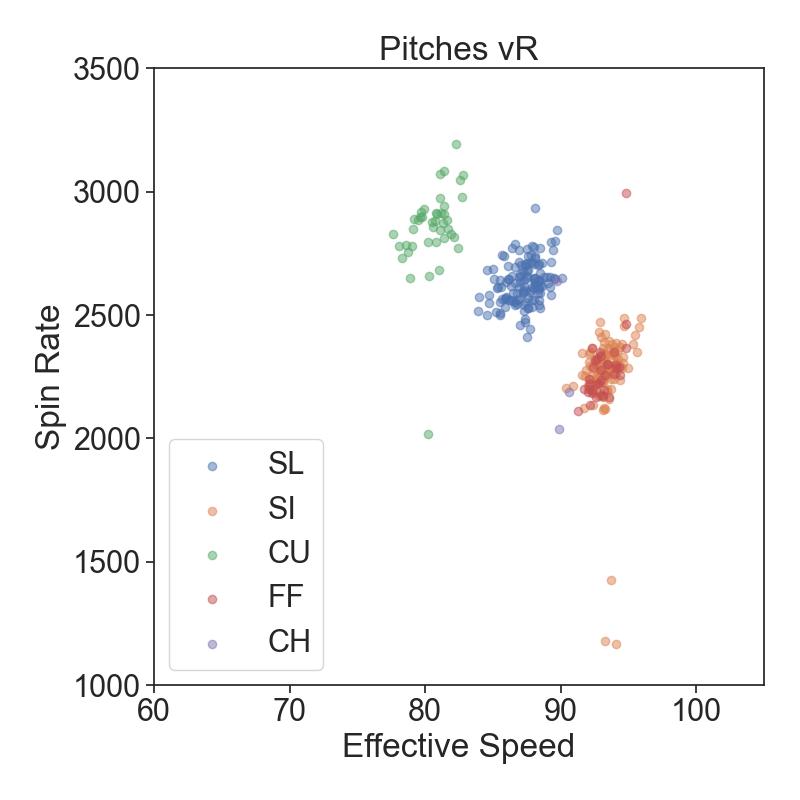 Pitches vR
3500
3000
2500
2000
1500
1000
Spin Rate
SL
SI
CU
FF
CH
60 70 80 90 100
Effective Speed